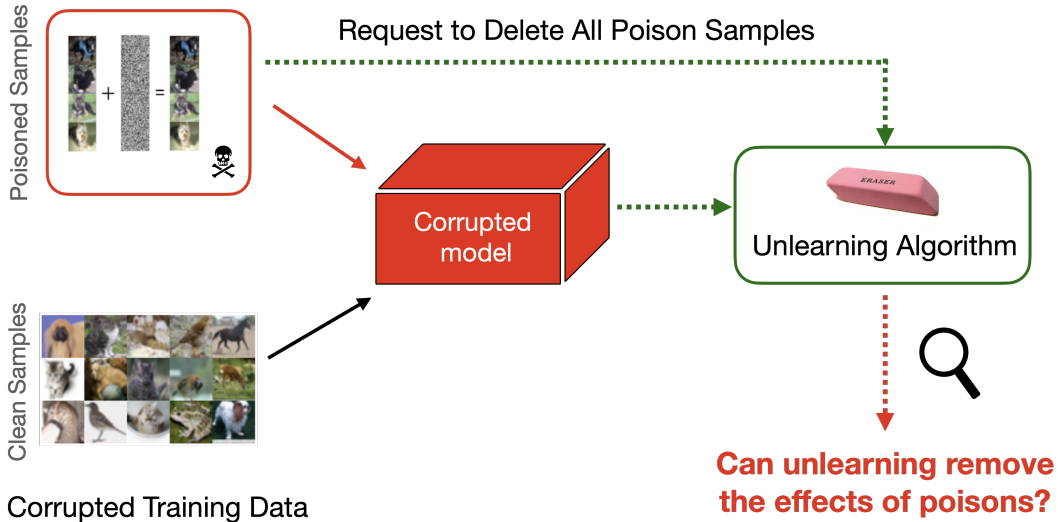 Poisoned Samples
+
=
Request to Delete All Poison Samples
Corrupted
model
ERASER
Unlearning Algorithm
Clean Samples
Corrupted Training Data
Can unlearning remove
the effects of poisons?